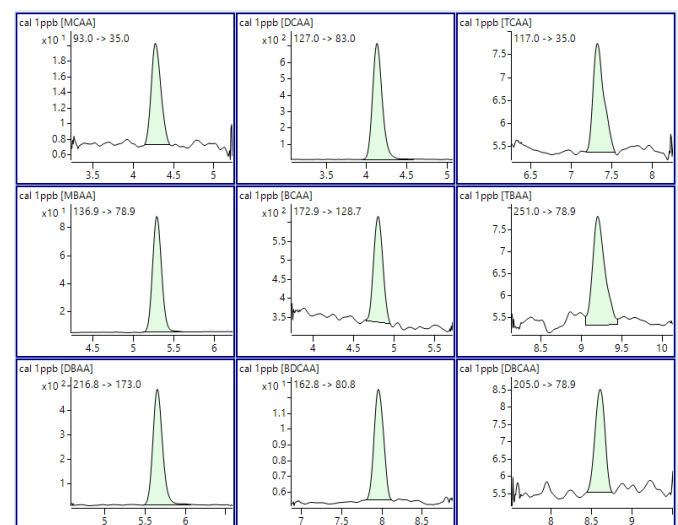 cal 1ppb [MCAA]
x10 1 93.0 -> 35.0
1.8
1.6
1.4
1.2
1
0.8
0.6
3.5 4 4.5 5
cal 1ppb [DCAA]
x10 2 127.0 -> 83.0
6
5
4
3
2
1
3.5 4 4.5 5
cal 1ppb [TCAA]
117.0 -> 35.0
7.5
7
6.5
6
5.5
6.5 7 7.5 8
cal 1ppb [MBAA]
x10 1 136.9 -> 78.9
8
6
4
2
4.5 5 5.5 6
cal 1ppb [BCAA]
x10 2 172.9 -> 128.7
5.5
5
4.5
4
3.5
4 4.5 5 5.5
cal 1ppb [TBAA]
251.0 -> 78.9
7.5
7
6.5
6
5.5
8.5 9 9.5 10
cal 1ppb [DBAA]
x10 2 216.8 -> 173.0
4
3
2
1
5 5.5 6
cal 1ppb [BDCAA]
x10 1 162.8 -> 80.8
1.1
1
0.9
0.8
0.7
0.6
7 7.5 8 8.5
cal 1ppb [DBCAA]
205.0 -> 78.9
8.5
8
7.5
7
6.5
6
5.5
8 8.5 9